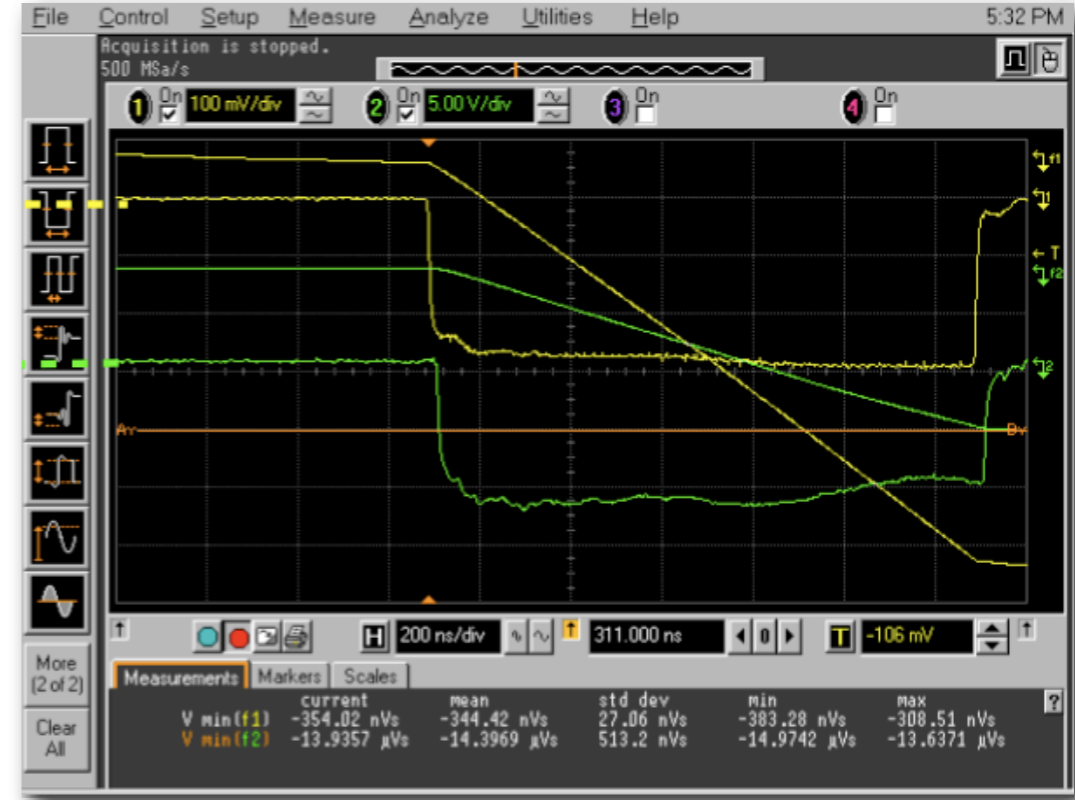 File Control Setup Measure Analyze Utilities Help 5:32 PM
Acquisition is stopped.
500 MSa/s
1 On 100 mV/div 2 On 5.00 V/div 3 On 4 On
f1
1
T
f2
2
A B
H 200 ns/div 311.000 ns 0 T -106 mV
More
(2 of 2)
Clear
All
Measurements Markers Scales
current mean std dev min max
V min(f1) -354.02 nVs -344.42 nVs 27.06 nVs -383.28 nVs -308.51 nVs
V min(f2) -13.9357 µVs -14.3969 µVs 513.2 nVs -14.9742 µVs -13.6371 µVs
?